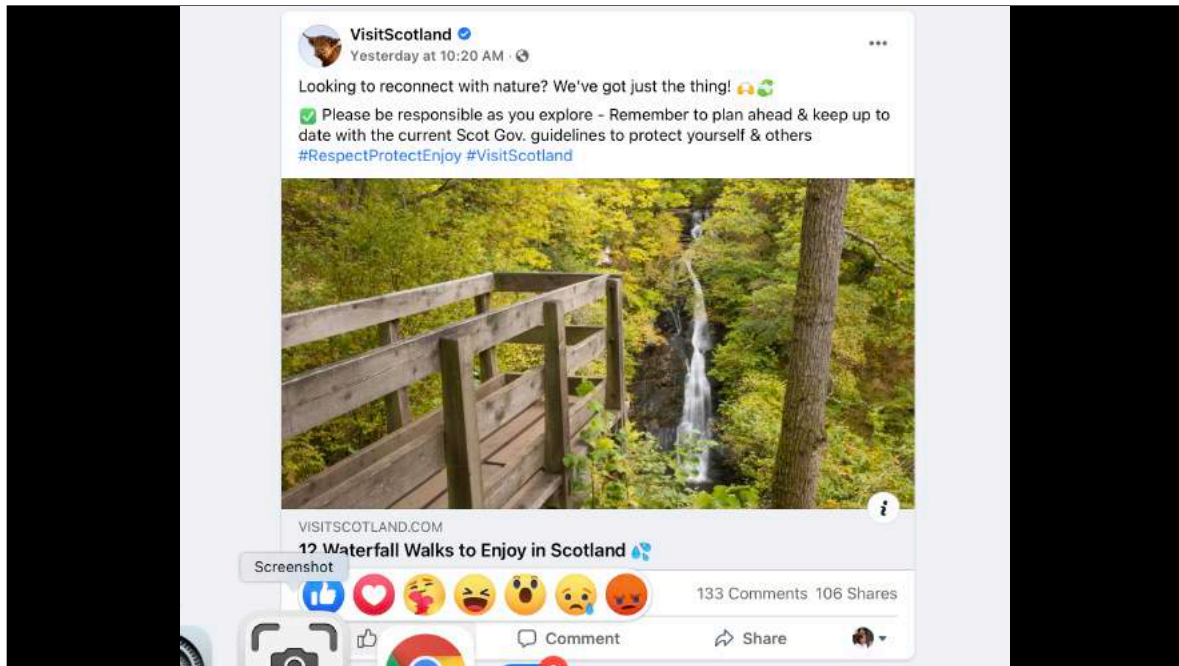 VisitScotland
Yesterday at 10:20 AM ·
Looking to reconnect with nature? We've got just the thing! 🙌♻️
✅ Please be responsible as you explore - Remember to plan ahead & keep up to
date with the current Scot Gov. guidelines to protect yourself & others
#RespectProtectEnjoy #VisitScotland
i
VISITSCOTLAND.COM
12 Waterfall Walks to Enjoy in Scotland 💦
Screenshot
133 Comments 106 Shares
Comment Share